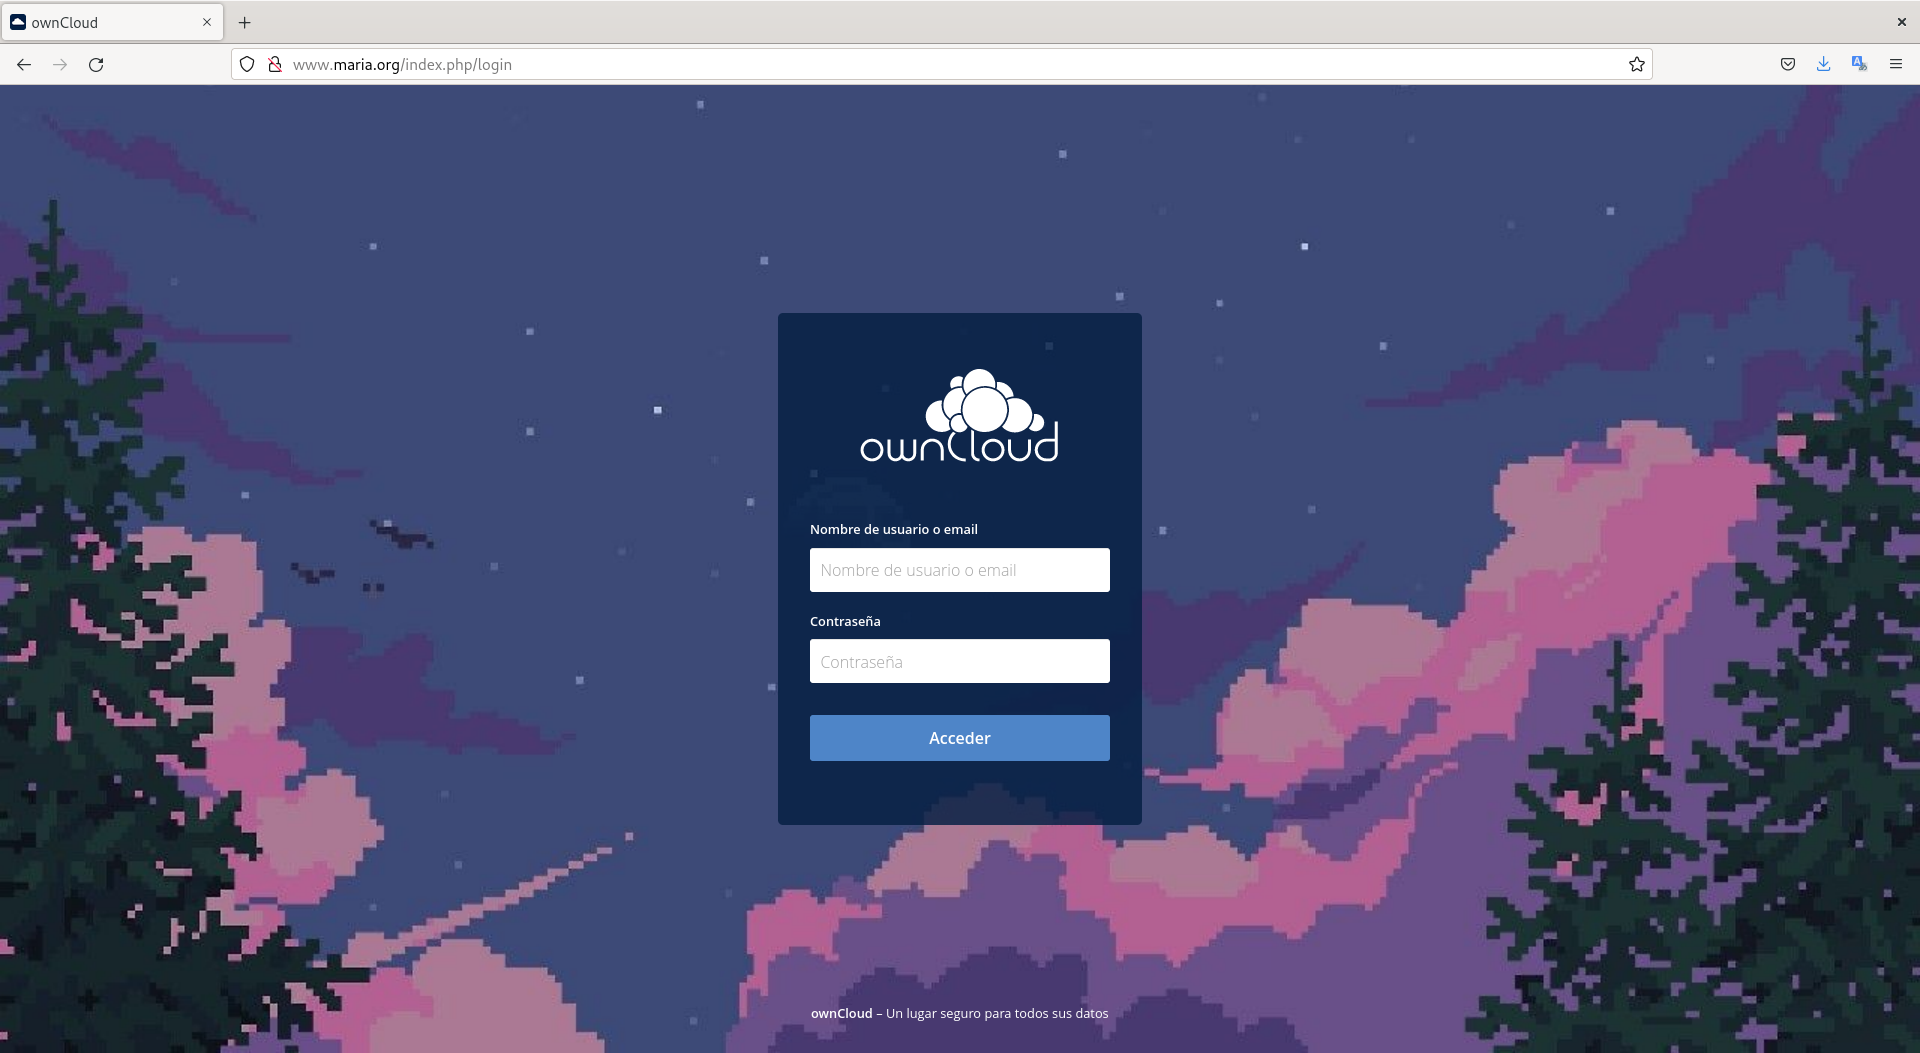 ownCloud
www.maria.org/index.php/login
ownCloud
Nombre de usuario o email
Nombre de usuario o email
Contraseña
Contraseña
Acceder
ownCloud – Un lugar seguro para todos sus datos